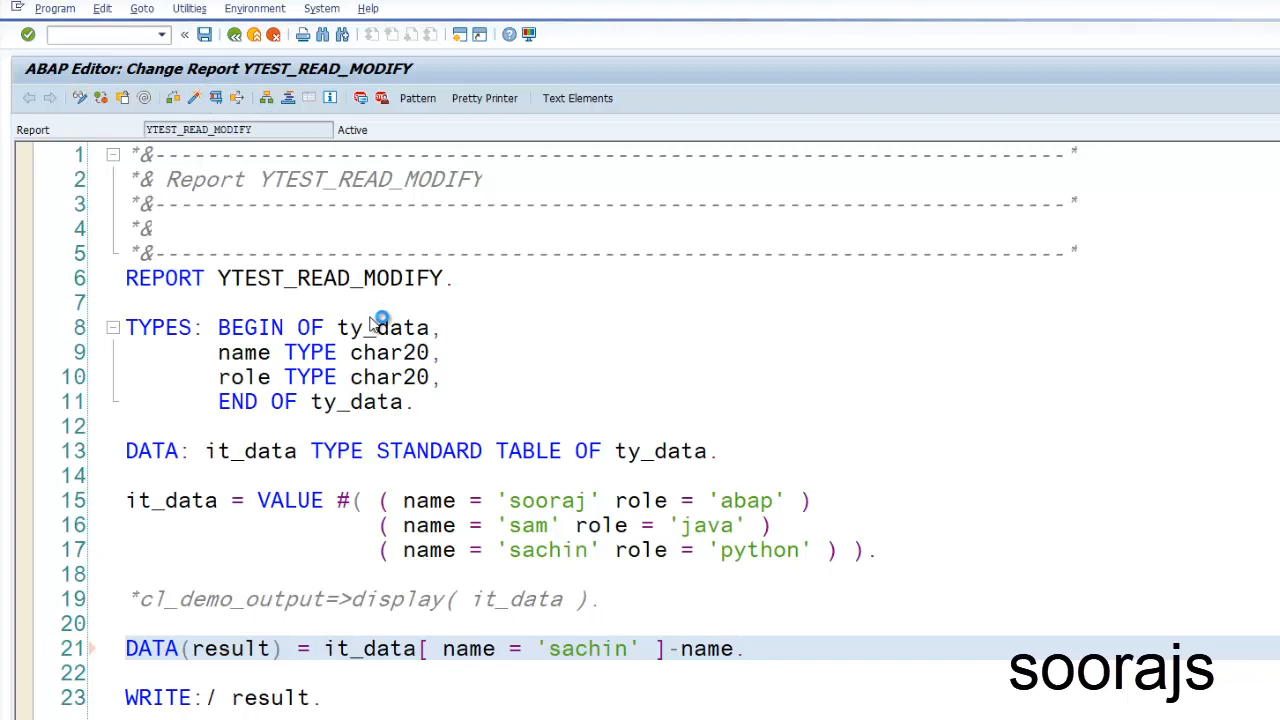 Program Edit Goto Utilities Environment System Help
«
ABAP Editor: Change Report YTEST_READ_MODIFY
Pattern Pretty Printer Text Elements
Report YTEST_READ_MODIFY Active
1 *&---------------------------------------------------------------------*
2 *& Report YTEST_READ_MODIFY
3 *&---------------------------------------------------------------------*
4 *&
5 *&---------------------------------------------------------------------*
6 REPORT YTEST_READ_MODIFY.
7
8 TYPES: BEGIN OF ty_data,
9 name TYPE char20,
10 role TYPE char20,
11 END OF ty_data.
12
13 DATA: it_data TYPE STANDARD TABLE OF ty_data.
14
15 it_data = VALUE #( ( name = 'sooraj' role = 'abap' )
16 ( name = 'sam' role = 'java' )
17 ( name = 'sachin' role = 'python' ) ).
18
19 *cl_demo_output=>display( it_data ).
20
21 DATA(result) = it_data[ name = 'sachin' ]-name.
22
23 WRITE:/ result.
soorajs